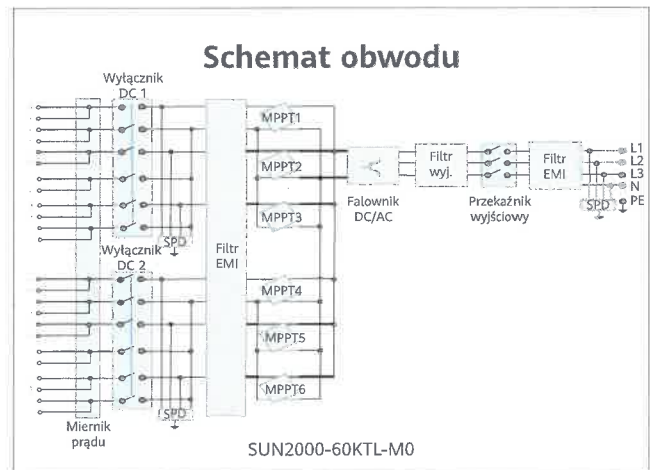 Schemat obwodu
Wyłącznik
DC 1
MPPT1
MPPT2
MPPT3
SPD
Filtr
EMI
Falownik
DC/AC
Filtr
wyj.
Przekaźnik
wyjściowy
Filtr
EMI
L1
L2
L3
N
PE
SPD
Wyłącznik
DC 2
MPPT4
MPPT5
MPPT6
SPD
Miernik
prądu
SUN2000-60KTL-M0